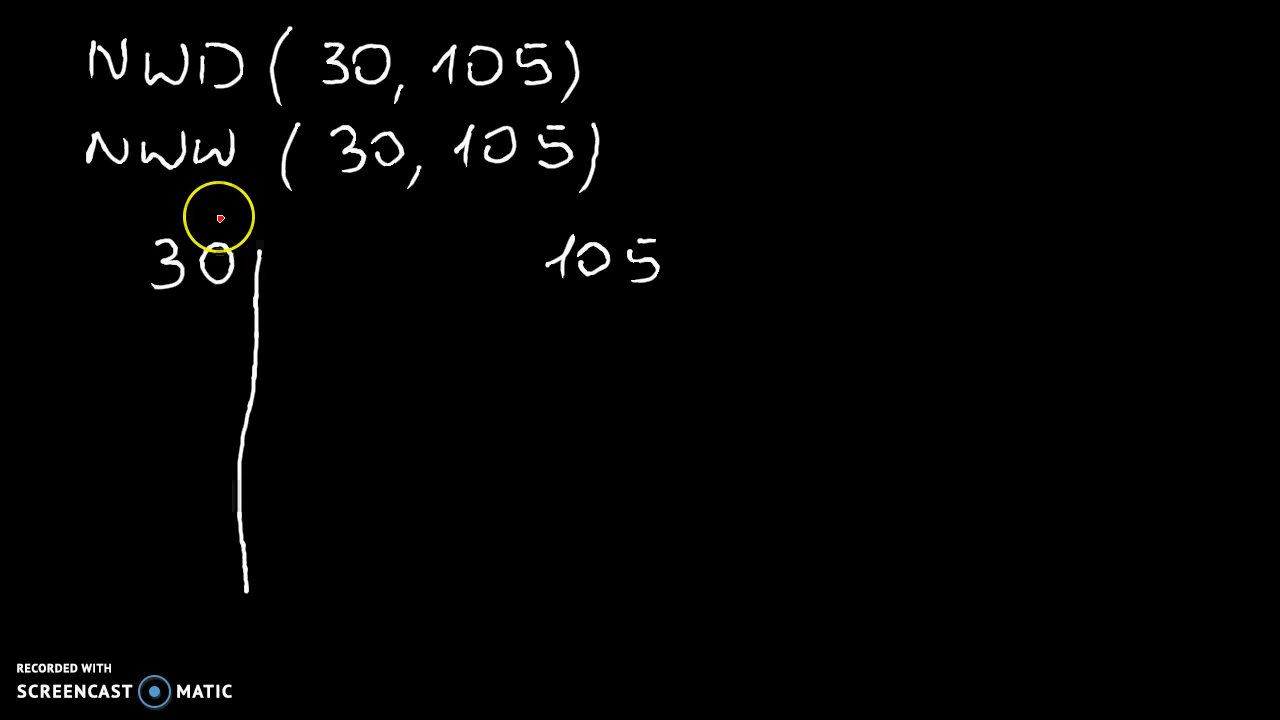 NWD (30, 105)
NWW (30, 105)
30 105
RECORDED WITH
SCREENCAST MATIC